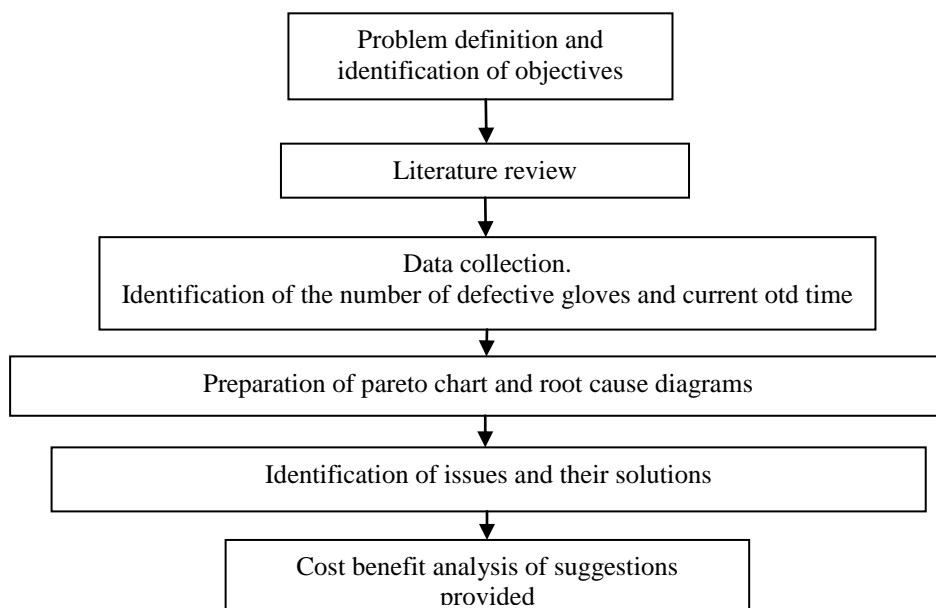 Problem definition and
identification of objectives
Literature review
Data collection.
Identification of the number of defective gloves and current otd time
Preparation of pareto chart and root cause diagrams
Identification of issues and their solutions
Cost benefit analysis of suggestions
provided